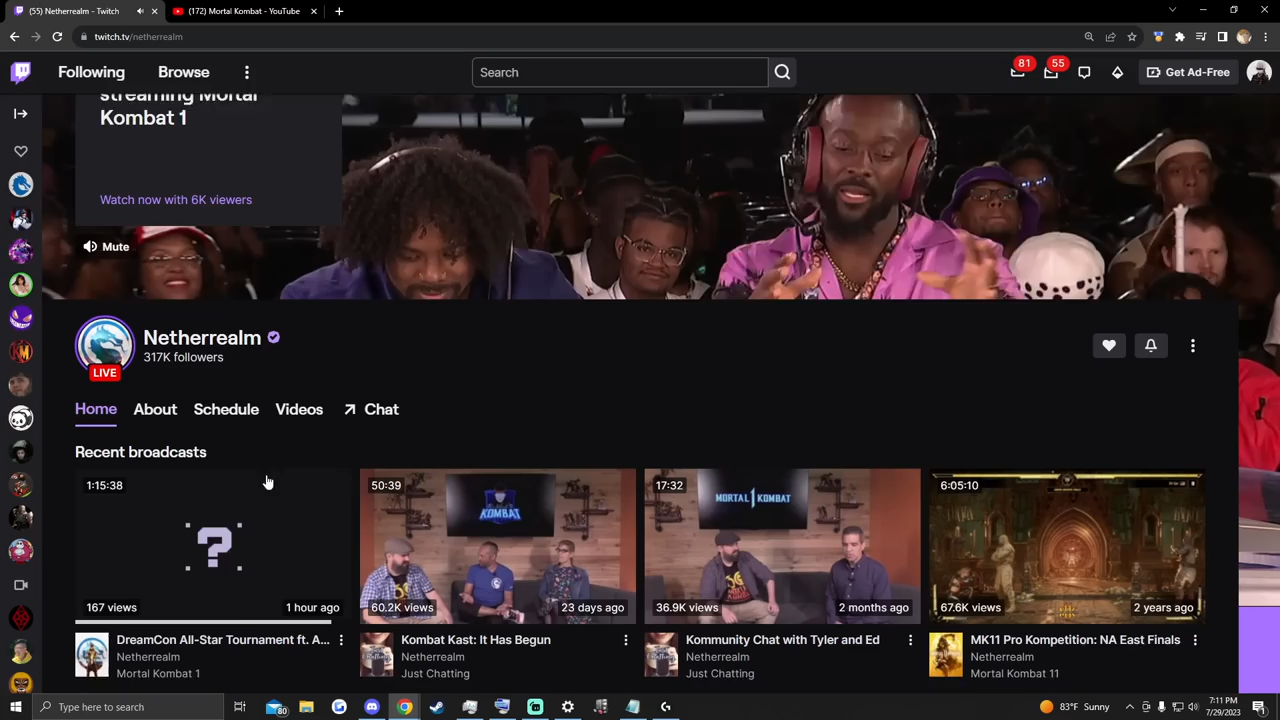 (55) Netherrealm - Twitch
(172) Mortal Kombat - YouTube
twitch.tv/netherrealm
Following
Browse
Search
81
55
Get Ad-Free
streaming Mortal
Kombat 1
Watch now with 6K viewers
Mute
Netherrealm
317K followers
LIVE
Home
About
Schedule
Videos
Chat
Recent broadcasts
1:15:38
167 views
1 hour ago
DreamCon All-Star Tournament ft. A...
Netherrealm
Mortal Kombat 1
50:39
KOMBAT
60.2K views
23 days ago
Kombat Kast: It Has Begun
Netherrealm
Just Chatting
17:32
MORTAL KOMBAT
36.9K views
2 months ago
Kommunity Chat with Tyler and Ed
Netherrealm
Just Chatting
6:05:10
67.6K views
2 years ago
MK11 Pro Kompetition: NA East Finals
Netherrealm
Mortal Kombat 11
Type here to search
80
83°F Sunny
7:11 PM
7/29/2023